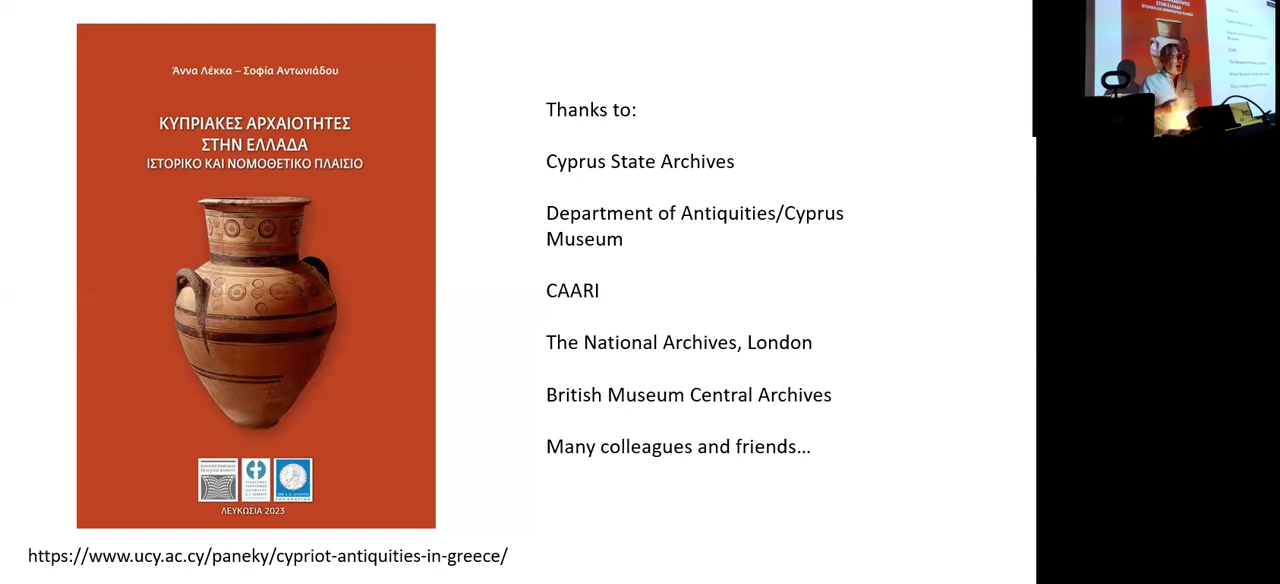 Άννα Λέκκα – Σοφία Αντωνιάδου
ΚΥΠΡΙΑΚΕΣ ΑΡΧΑΙΟΤΗΤΕΣ
ΣΤΗΝ ΕΛΛΑΔΑ
ΙΣΤΟΡΙΚΟ ΚΑΙ ΝΟΜΟΘΕΤΙΚΟ ΠΛΑΙΣΙΟ
ΛΕΥΚΩΣΙΑ 2023
https://www.ucy.ac.cy/paneky/cypriot-antiquities-in-greece/
Thanks to:
Cyprus State Archives
Department of Antiquities/Cyprus
Museum
CAARI
The National Archives, London
British Museum Central Archives
Many colleagues and friends...